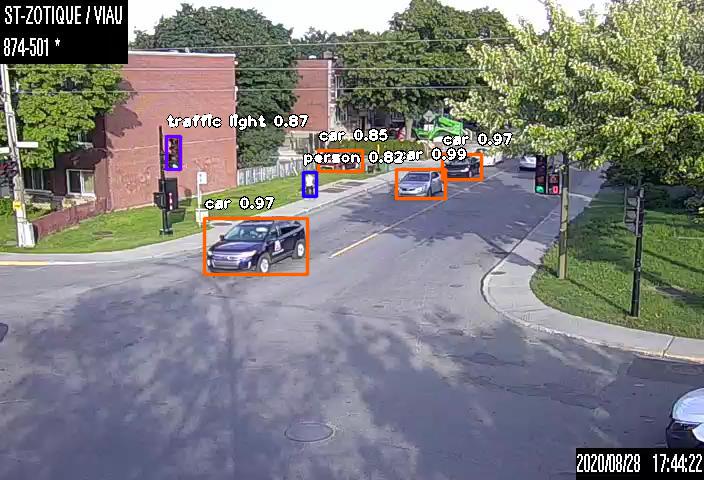 ST-ZOTIQUE / VIAU
874-501 *
traffic light 0.87
car 0.85
car 0.97
person 0.82
car 0.99
car 0.97
2020/08/28 17:44:22